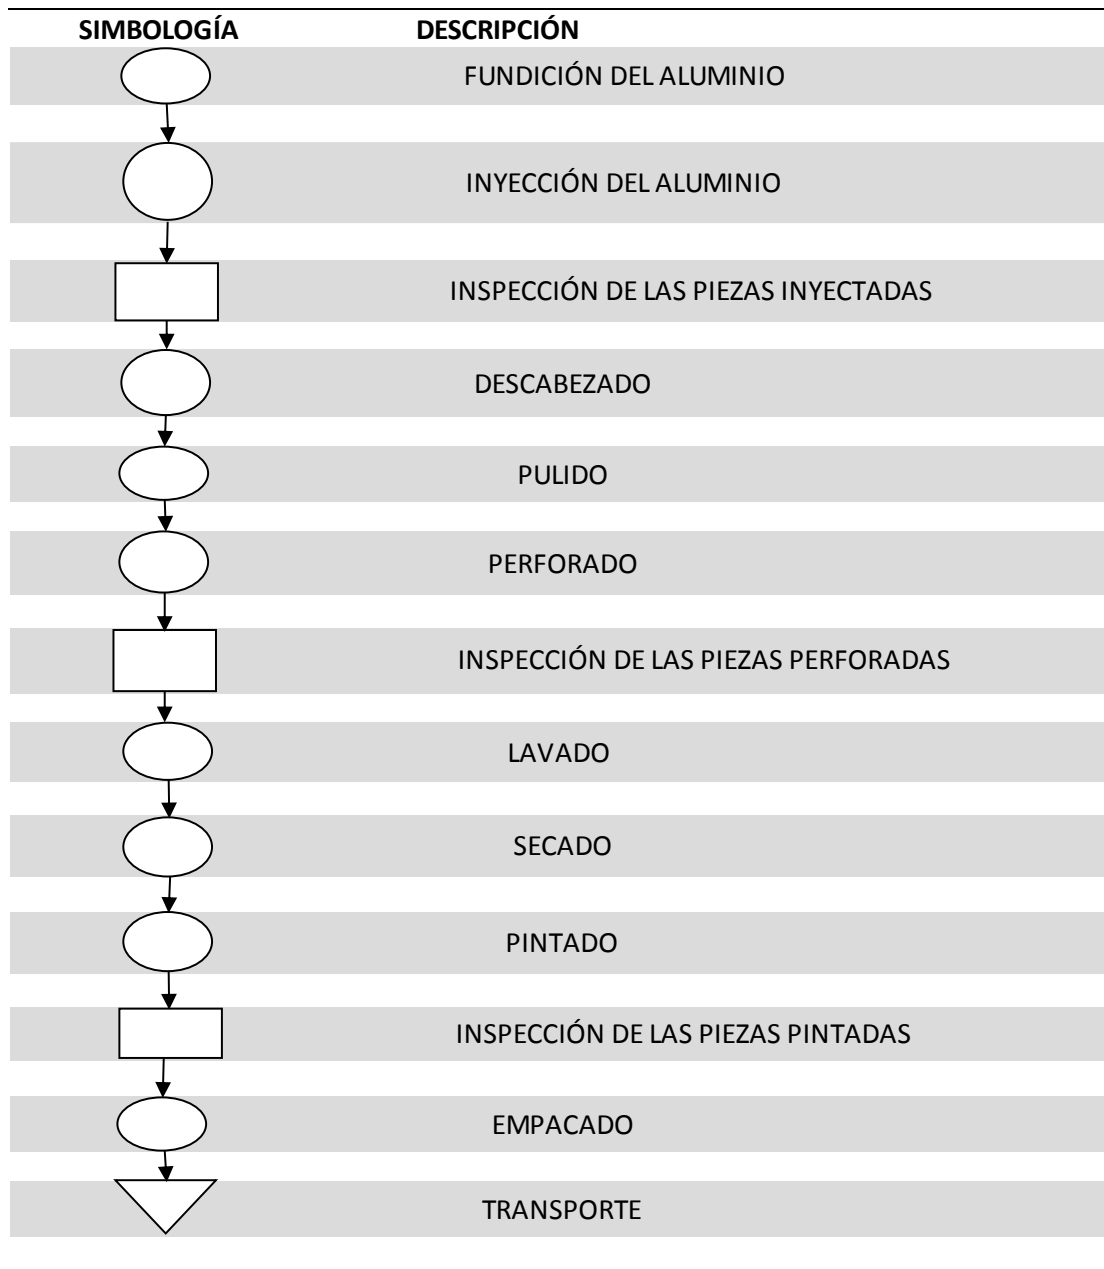 SIMBOLOGÍA DESCRIPCIÓN
FUNDICIÓN DEL ALUMINIO
INYECCIÓN DEL ALUMINIO
INSPECCIÓN DE LAS PIEZAS INYECTADAS
DESCABEZADO
PULIDO
PERFORADO
INSPECCIÓN DE LAS PIEZAS PERFORADAS
LAVADO
SECADO
PINTADO
INSPECCIÓN DE LAS PIEZAS PINTADAS
EMPACADO
TRANSPORTE